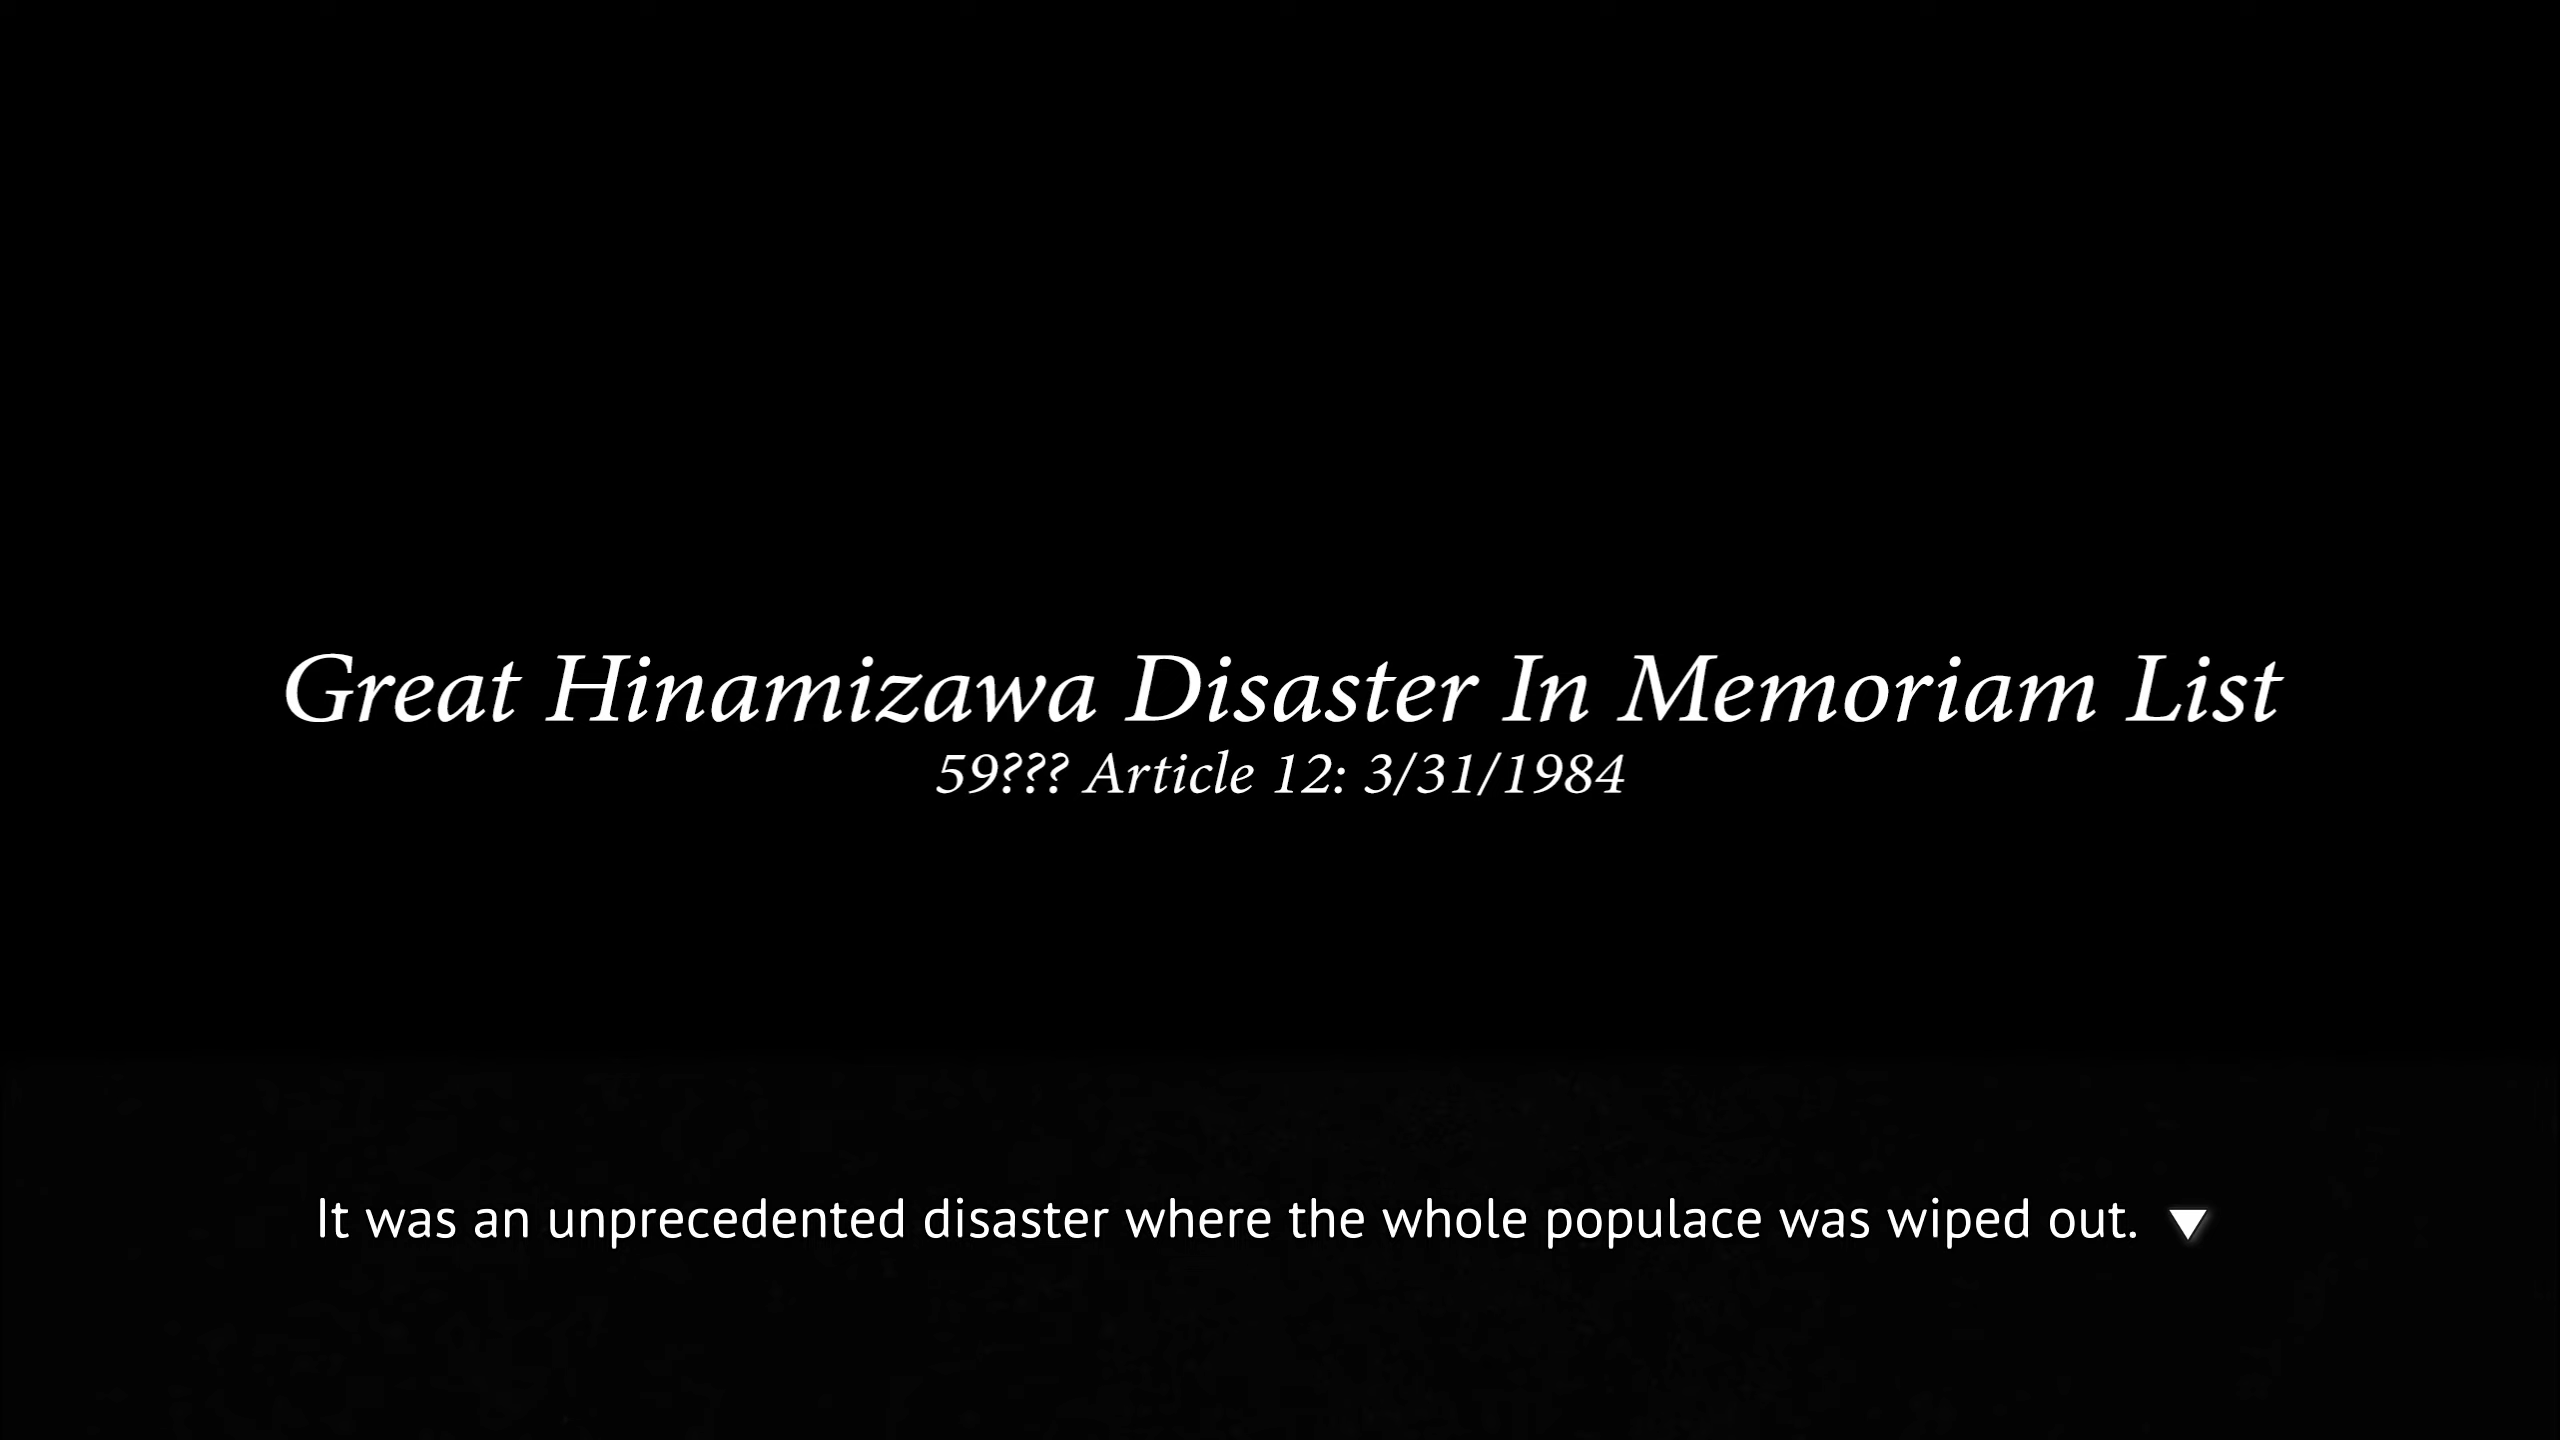 Great Hinamizawa Disaster In Memoriam List
59??? Article 12: 3/31/1984
It was an unprecedented disaster where the whole populace was wiped out.